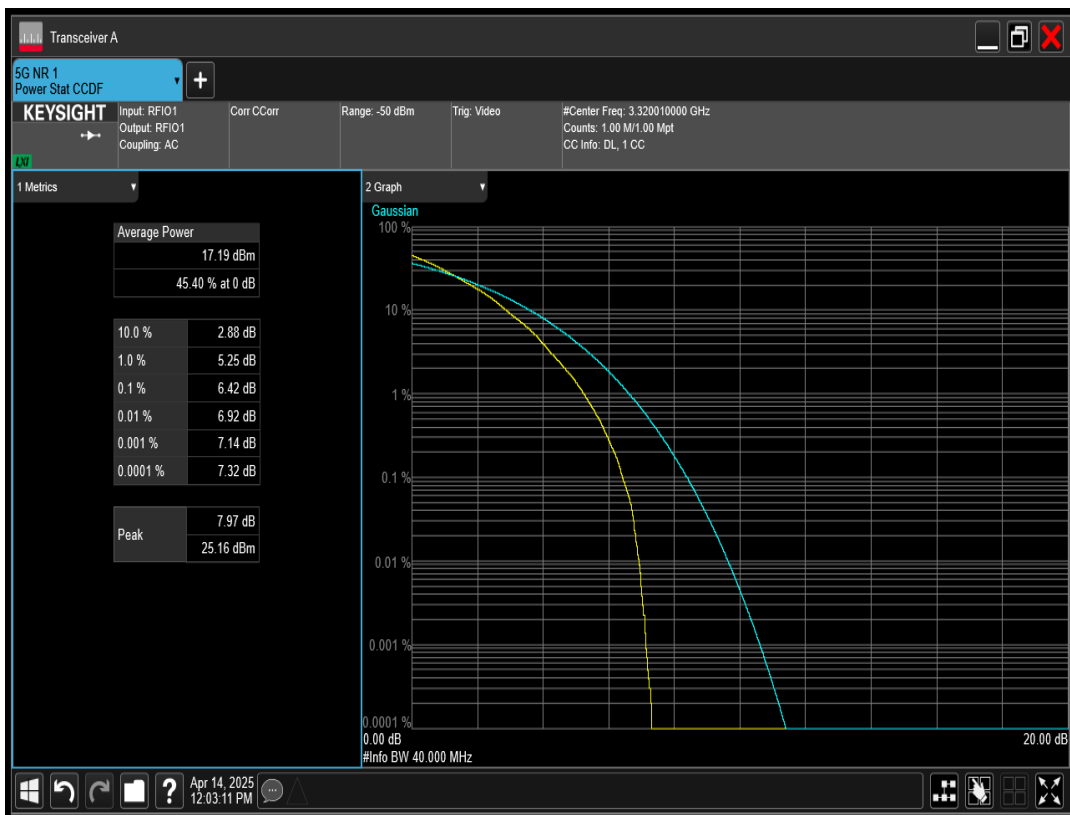 Transceiver A
5G NR 1
Power Stat CCDF
+
KEYSIGHT
LXI
Input: RFIO1
Output: RFIO1
Coupling: AC
Corr CCorr
Range: -50 dBm
Trig: Video
#Center Freq: 3.320010000 GHz
Counts: 1.00 M/1.00 Mpt
CC Info: DL, 1 CC
1 Metrics
Average Power
17.19 dBm
45.40 % at 0 dB
10.0 % 2.88 dB
1.0 % 5.25 dB
0.1 % 6.42 dB
0.01 % 6.92 dB
0.001 % 7.14 dB
0.0001 % 7.32 dB
Peak
7.97 dB
25.16 dBm
2 Graph
Gaussian
100 %
10 %
1 %
0.1 %
0.01 %
0.001 %
0.0001 %
0.00 dB 20.00 dB
#Info BW 40.000 MHz
?
Apr 14, 2025
12:03:11 PM